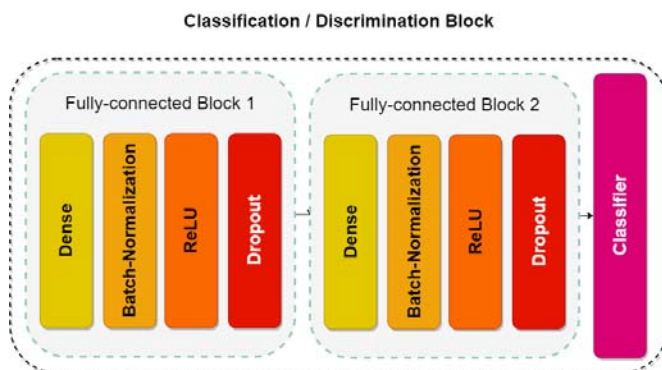 Classification / Discrimination Block
Fully-connected Block 1
Dense
Batch-Normalization
ReLU
Dropout
Fully-connected Block 2
Dense
Batch-Normalization
ReLU
Dropout
Classifier